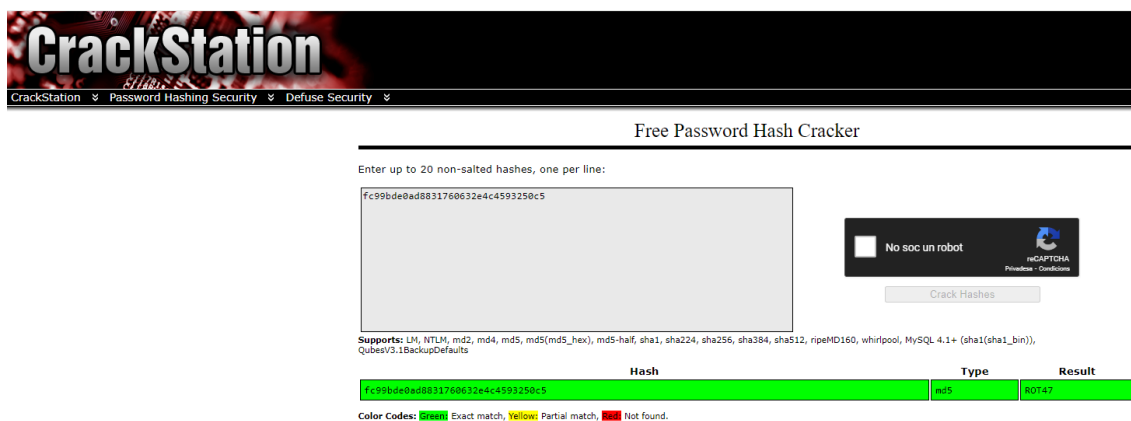 CrackStation
CrackStation Password Hashing Security Defuse Security
Free Password Hash Cracker
Enter up to 20 non-salted hashes, one per line:
fc99bde0ad8831760632e4c4593250c5
No soc un robot
reCAPTCHA
Privadesa - Condicions
Crack Hashes
Supports: LM, NTLM, md2, md4, md5, md5(md5_hex), md5-half, sha1, sha224, sha256, sha384, sha512, ripeMD160, whirlpool, MySQL 4.1+ (sha1(sha1_bin)),
QubesV3.1BackupDefaults
Hash Type Result
fc99bde0ad8831760632e4c4593250c5 md5 ROT47
Color Codes: Green: Exact match, Yellow: Partial match, Red: Not found.